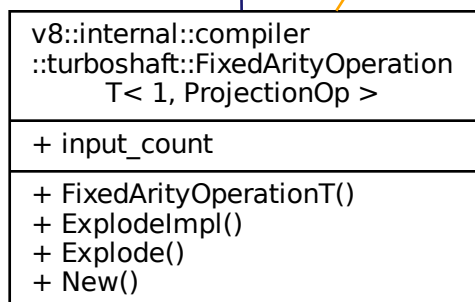 v8::internal::compiler
::turboshaft::FixedArityOperation
T< 1, ProjectionOp >
+ input_count
+ FixedArityOperationT()
+ ExplodeImpl()
+ Explode()
+ New()